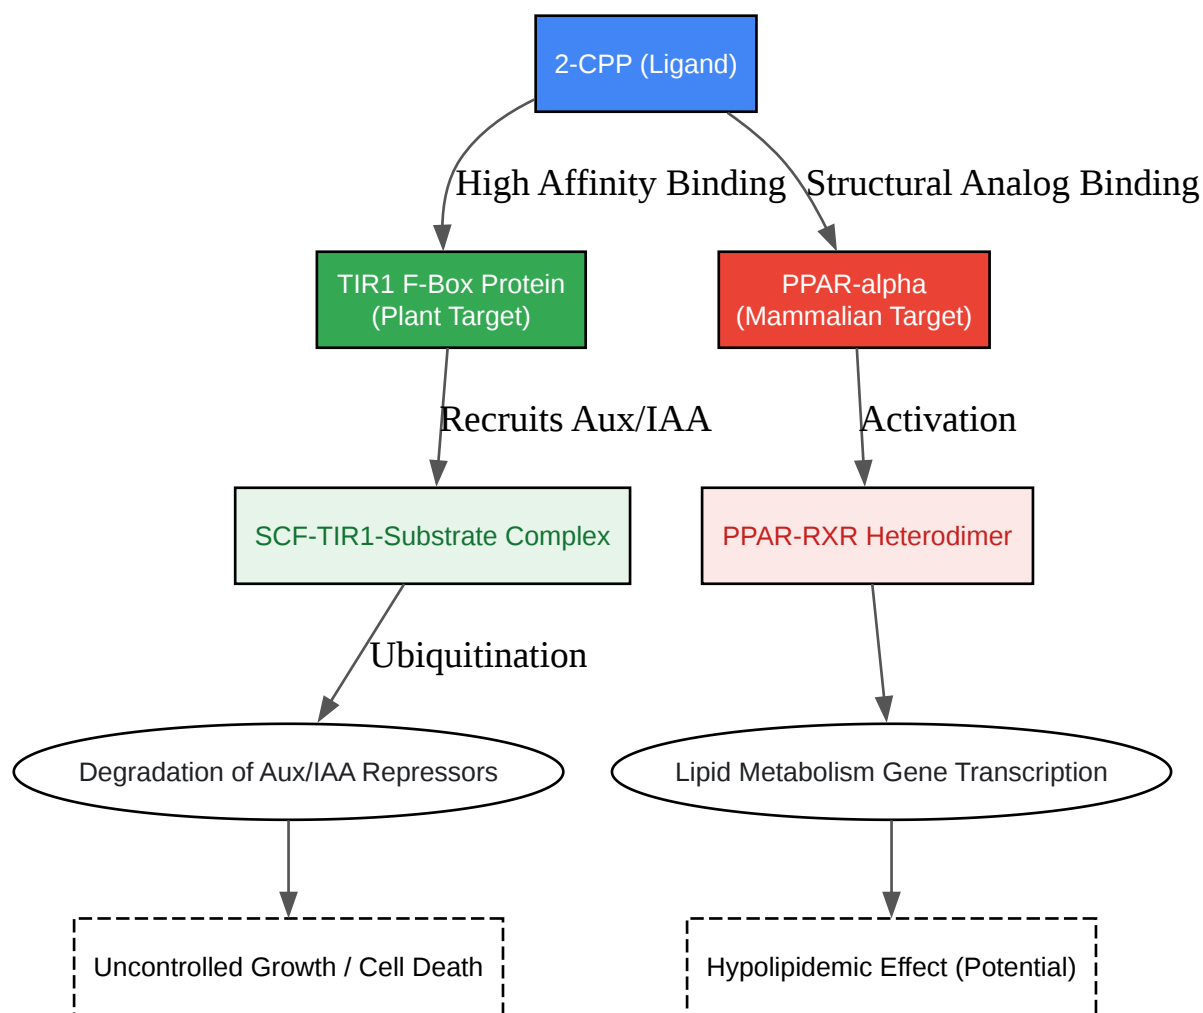 2-CPP (Ligand)
High Affinity Binding
Structural Analog Binding
TIR1 F-Box Protein
(Plant Target)
PPAR-alpha
(Mammalian Target)
Recruits Aux/IAA
Activation
SCF-TIR1-Substrate Complex
PPAR-RXR Heterodimer
Ubiquitination
Degradation of Aux/IAA Repressors
Lipid Metabolism Gene Transcription
Uncontrolled Growth / Cell Death
Hypolipidemic Effect (Potential)